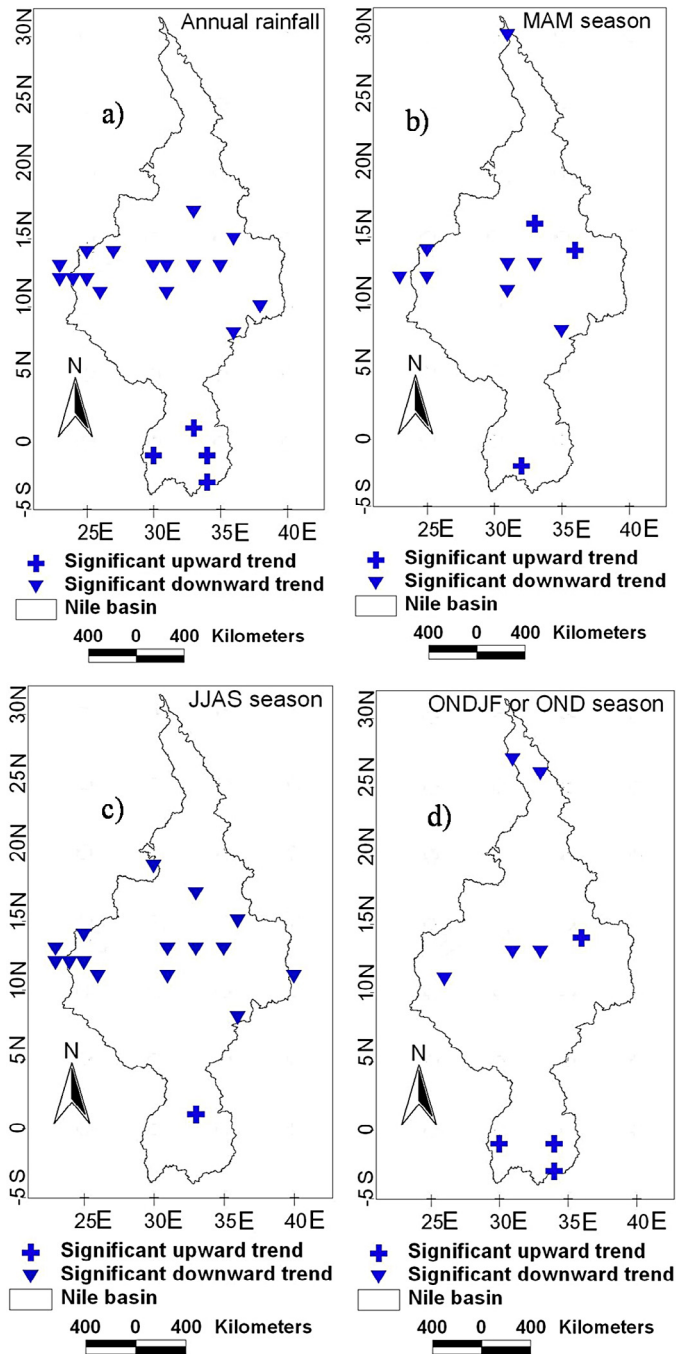 Annual rainfall
a)
30N
25N
20N
15N
10N
5N
0
-5S
N
25E 30E 35E 40E
Significant upward trend
Significant downward trend
Nile basin
400 0 400 Kilometers
MAM season
b)
30N
25N
20N
15N
10N
5N
0
-5S
N
25E 30E 35E 40E
Significant upward trend
Significant downward trend
Nile basin
400 0 400 Kilometers
JJAS season
c)
30N
25N
20N
15N
10N
5N
0
-5S
N
25E 30E 35E 40E
Significant upward trend
Significant downward trend
Nile basin
400 0 400 Kilometers
ONDJF or OND season
d)
30N
25N
20N
15N
10N
5N
0
-5S
N
25E 30E 35E 40E
Significant upward trend
Significant downward trend
Nile basin
400 0 400 Kilometers